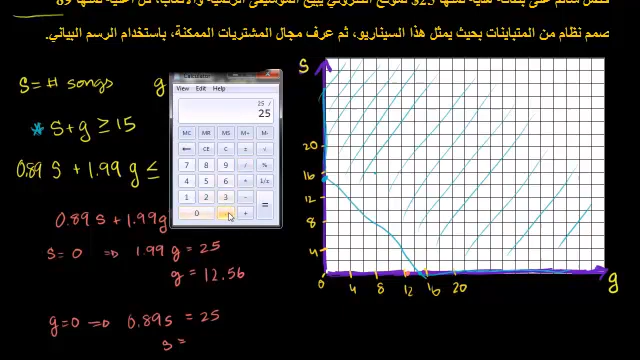 صمم نظام من المتباينات بحيث يمثل هذا السيناريو، ثم عرف مجال المشتريات الممكنة، باستخدام الرسم البياني.
S = # songs g
* S + g ≥ 15
0.89 S + 1.99 g ≤
0.89 S + 1.99g
S = 0 ⇒ 1.99 g = 25
g = 12.56
g = 0 ⇒ 0.89s = 25
s =
Calculator
View Edit Help
25 /
25
MC MR MS M+ M-
← CE C ± √
7 8 9 / %
4 5 6 * 1/x
1 2 3 - =
0 . +
S
20
16
12
8
4
0 4 8 12 16 20
g